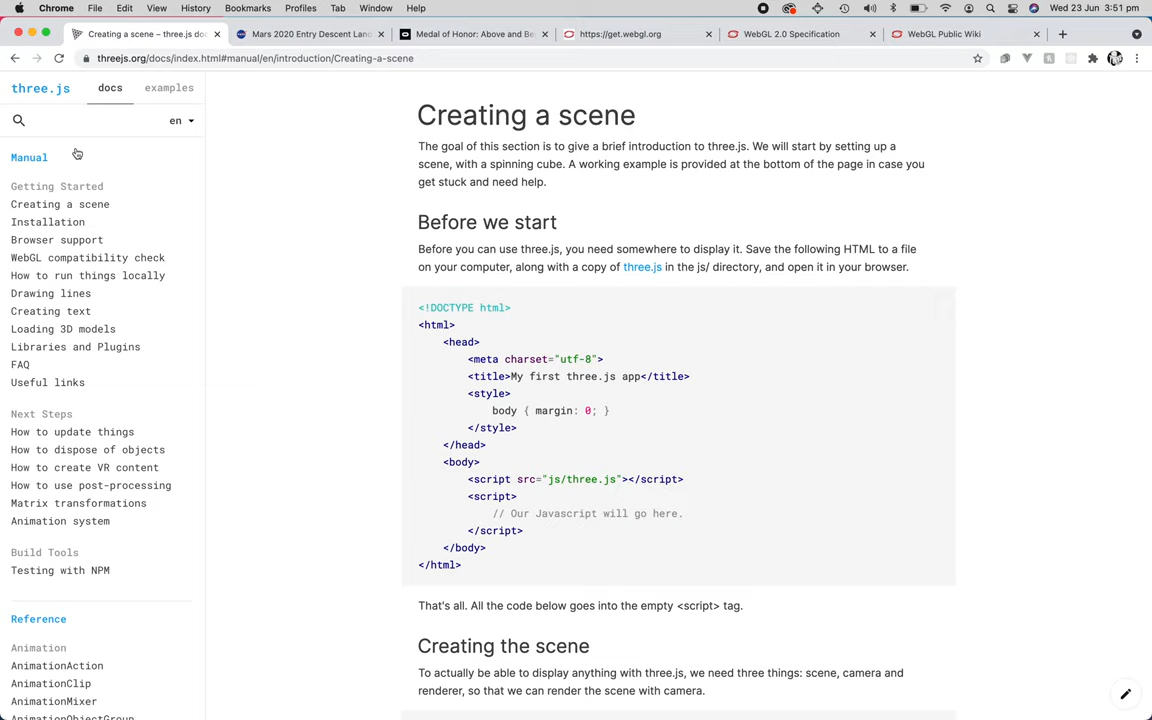 Chrome File Edit View History Bookmarks Profiles Tab Window Help Wed 23 Jun 3:51 pm
Creating a scene – three.js doc Mars 2020 Entry Descent Lan Medal of Honor: Above and Be https://get.webgl.org WebGL 2.0 Specification WebGL Public Wiki
threejs.org/docs/index.html#manual/en/introduction/Creating-a-scene
three.js docs examples
en
Manual
Getting Started
Creating a scene
Installation
Browser support
WebGL compatibility check
How to run things locally
Drawing lines
Creating text
Loading 3D models
Libraries and Plugins
FAQ
Useful links
Next Steps
How to update things
How to dispose of objects
How to create VR content
How to use post-processing
Matrix transformations
Animation system
Build Tools
Testing with NPM
Reference
Animation
AnimationAction
AnimationClip
AnimationMixer
AnimationObjectGroup
Creating a scene
The goal of this section is to give a brief introduction to three.js. We will start by setting up a
scene, with a spinning cube. A working example is provided at the bottom of the page in case you
get stuck and need help.
Before we start
Before you can use three.js, you need somewhere to display it. Save the following HTML to a file
on your computer, along with a copy of three.js in the js/ directory, and open it in your browser.
<!DOCTYPE html>
<html>
<head>
<meta charset="utf-8">
<title>My first three.js app</title>
<style>
body { margin: 0; }
</style>
</head>
<body>
<script src="js/three.js"></script>
<script>
// Our Javascript will go here.
</script>
</body>
</html>
That's all. All the code below goes into the empty <script> tag.
Creating the scene
To actually be able to display anything with three.js, we need three things: scene, camera and
renderer, so that we can render the scene with camera.